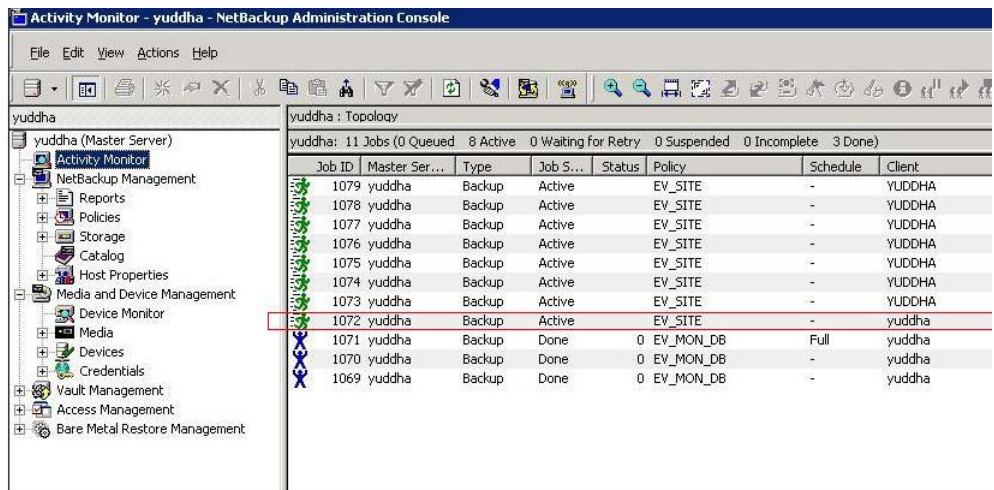 Activity Monitor - yuddha - NetBackup Administration Console
File Edit View Actions Help
yuddha
yuddha : Topology
yuddha (Master Server)
Activity Monitor
NetBackup Management
Reports
Policies
Storage
Catalog
Host Properties
Media and Device Management
Device Monitor
Media
Devices
Credentials
Vault Management
Access Management
Bare Metal Restore Management
yuddha: 11 Jobs (0 Queued 8 Active 0 Waiting for Retry 0 Suspended 0 Incomplete 3 Done)
Job ID Master Ser... Type Job S... Status Policy Schedule Client
1079 yuddha Backup Active EV_SITE - YUDDHA
1078 yuddha Backup Active EV_SITE - YUDDHA
1077 yuddha Backup Active EV_SITE - YUDDHA
1076 yuddha Backup Active EV_SITE - YUDDHA
1075 yuddha Backup Active EV_SITE - YUDDHA
1074 yuddha Backup Active EV_SITE - YUDDHA
1073 yuddha Backup Active EV_SITE - YUDDHA
1072 yuddha Backup Active EV_SITE - yuddha
1071 yuddha Backup Done 0 EV_MON_DB Full yuddha
1070 yuddha Backup Done 0 EV_MON_DB - yuddha
1069 yuddha Backup Done 0 EV_MON_DB - yuddha